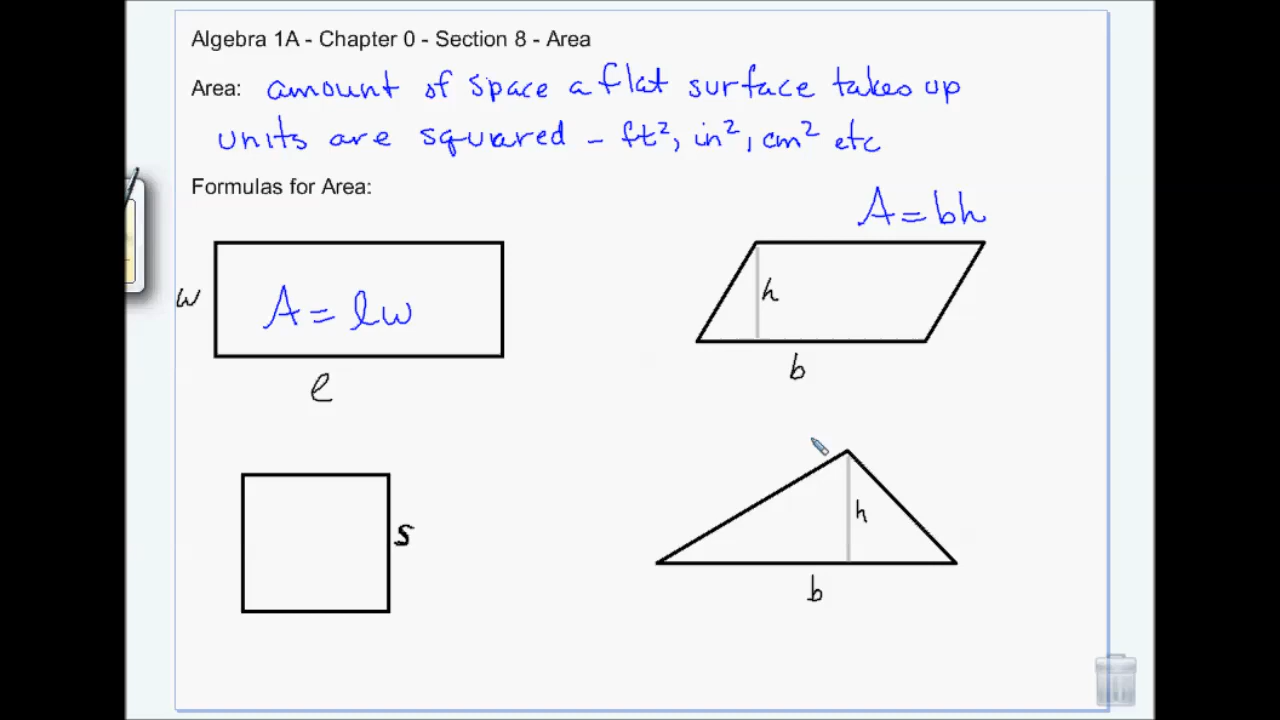 Algebra 1A - Chapter 0 - Section 8 - Area
Area: amount of space a flat surface takes up
units are squared - ft², in², cm² etc
Formulas for Area:
A = bh
w
A = lw
h
l
b
s
h
b